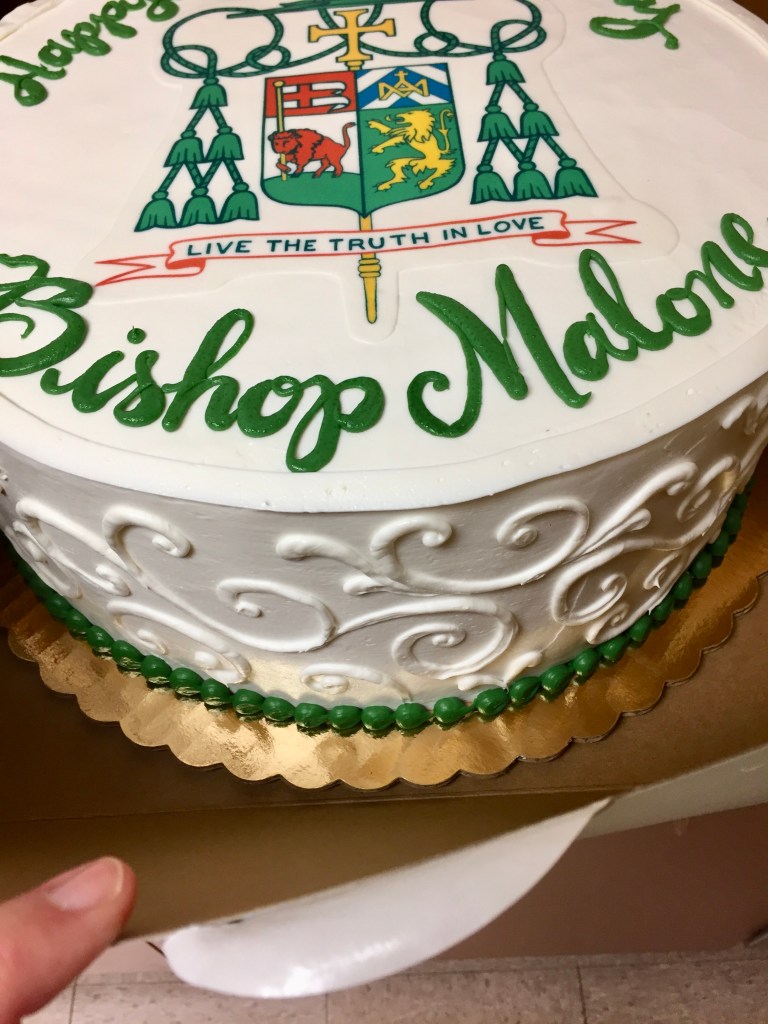 Happy
LIVE THE TRUTH IN LOVE
Bishop Malone